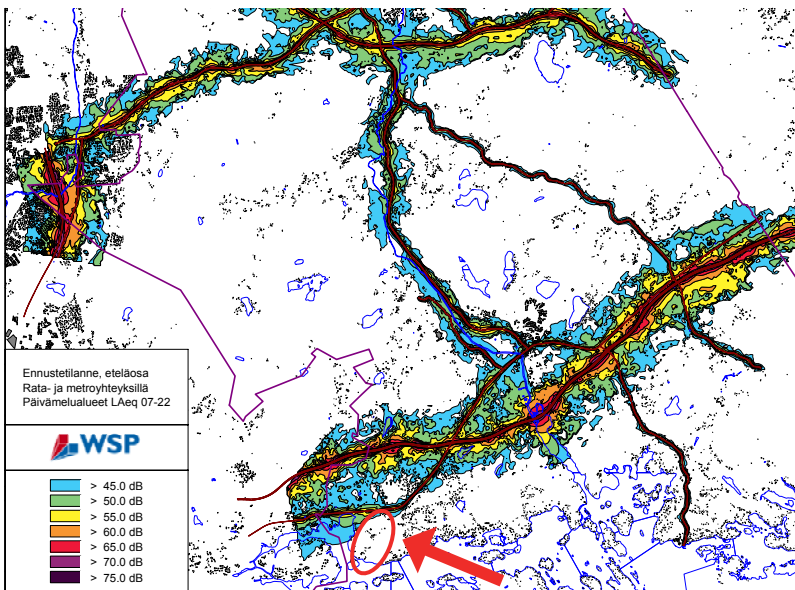 Ennustetilanne, eteläosa
Rata- ja metroyhteyksillä
Päivämelualueet LAeq 07-22
WSP
> 45.0 dB
> 50.0 dB
> 55.0 dB
> 60.0 dB
> 65.0 dB
> 70.0 dB
> 75.0 dB